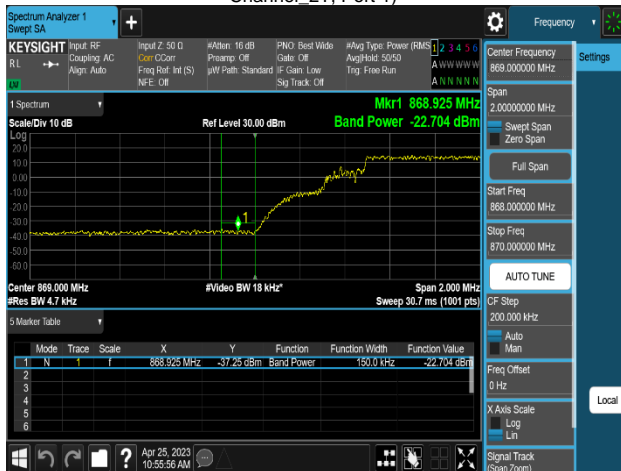 Channel_21, Port 1)
Spectrum Analyzer 1
Swept SA
+
Frequency
KEYSIGHT
RL
LXI
Input: RF
Coupling: AC
Align: Auto
Input Z: 50 Ω
Corr CCorr
Freq Ref: Int (S)
NFE: Off
#Atten: 16 dB
Preamp: Off
µW Path: Standard
PNO: Best Wide
Gate: Off
IF Gain: Low
Sig Track: Off
#Avg Type: Power (RMS
Avg|Hold: 50/50
Trig: Free Run
1 2 3 4 5 6
A W W W W W
A N N N N N
Center Frequency
869.000000 MHz
Settings
1 Spectrum
Scale/Div 10 dB
Log
Ref Level 30.00 dBm
Mkr1 868.925 MHz
Band Power -22.704 dBm
Span
2.00000000 MHz
Swept Span
Zero Span
Full Span
Start Freq
868.000000 MHz
Stop Freq
870.000000 MHz
AUTO TUNE
CF Step
200.000 kHz
Auto
Man
Freq Offset
0 Hz
X Axis Scale
Log
Lin
Signal Track
(Span Zoom)
Local
20.0
10.0
0.00
-10.0
-20.0
-30.0
-40.0
-50.0
-60.0
1
Center 869.000 MHz
#Res BW 4.7 kHz
#Video BW 18 kHz*
Span 2.000 MHz
Sweep 30.7 ms (1001 pts)
5 Marker Table
Mode Trace Scale X Y Function Function Width Function Value
1 N 1 f 868.925 MHz -37.25 dBm Band Power 150.0 kHz -22.704 dBm
2
3
4
5
6
?
Apr 25, 2023
10:55:56 AM